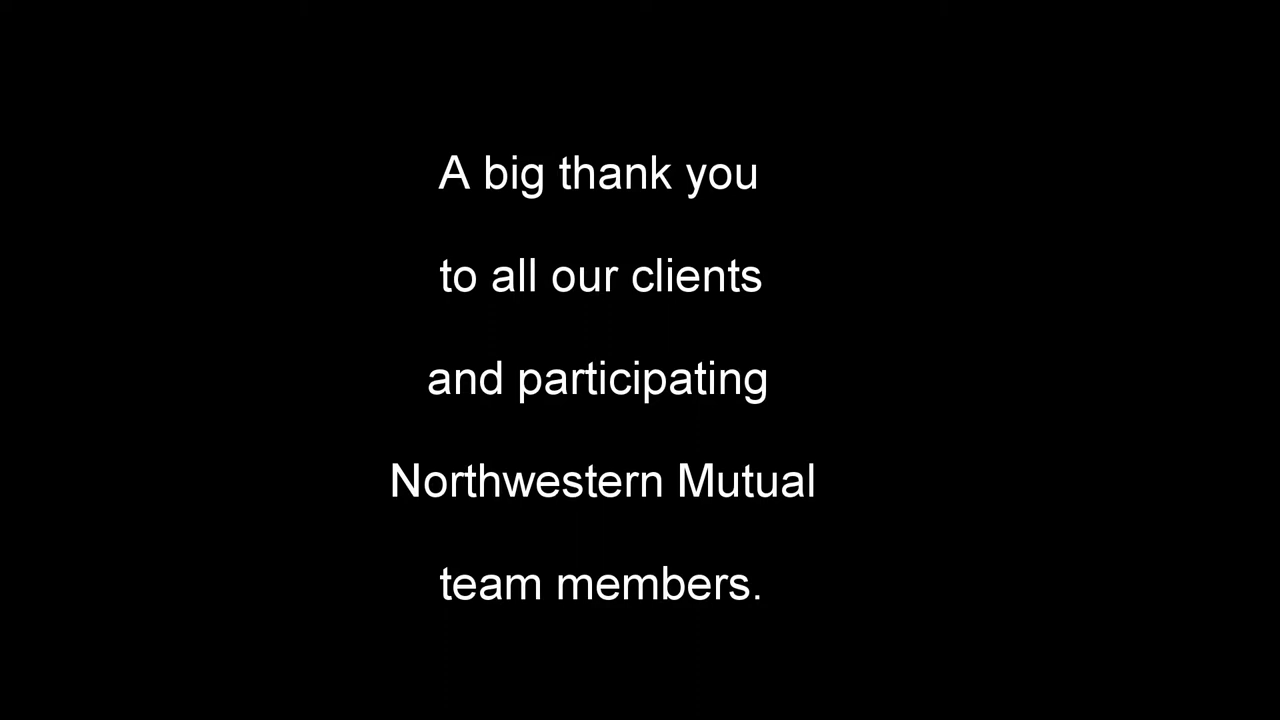 A big thank you
to all our clients
and participating
Northwestern Mutual
team members.